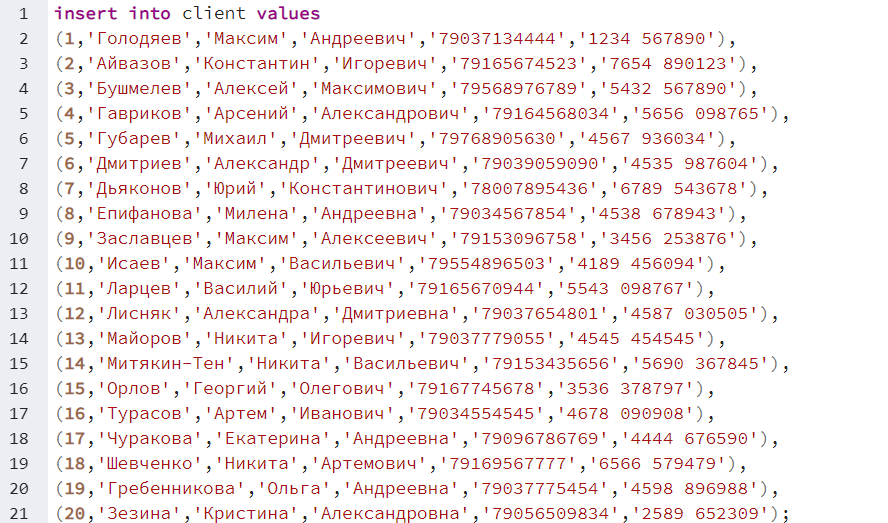 1 insert into client values
2 (1,'Голодяев','Максим','Андреевич','79037134444','1234 567890'),
3 (2,'Айвазов','Константин','Игоревич','79165674523','7654 890123'),
4 (3,'Бушмелев','Алексей','Максимович','79568976789','5432 567890'),
5 (4,'Гавриков','Арсений','Александрович','79164568034','5656 098765'),
6 (5,'Губарев','Михаил','Дмитреевич','79768905630','4567 936034'),
7 (6,'Дмитриев','Александр','Дмитреевич','79039059090','4535 987604'),
8 (7,'Дьяконов','Юрий','Константинович','78007895436','6789 543678'),
9 (8,'Епифанова','Милена','Андреевна','79034567854','4538 678943'),
10 (9,'Заславцев','Максим','Алексеевич','79153096758','3456 253876'),
11 (10,'Исаев','Максим','Васильевич','79554896503','4189 456094'),
12 (11,'Ларцев','Василий','Юрьевич','79165670944','5543 098767'),
13 (12,'Лисняк','Александра','Дмитриевна','79037654801','4587 030505'),
14 (13,'Майоров','Никита','Игоревич','79037779055','4545 454545'),
15 (14,'Митякин-Тен','Никита','Васильевич','79153435656','5690 367845'),
16 (15,'Орлов','Георгий','Олегович','79167745678','3536 378797'),
17 (16,'Турасов','Артем','Иванович','79034554545','4678 090908'),
18 (17,'Чуракова','Екатерина','Андреевна','79096786769','4444 676590'),
19 (18,'Шевченко','Никита','Артемович','79169567777','6566 579479'),
20 (19,'Гребенникова','Ольга','Андреевна','79037775454','4598 896988'),
21 (20,'Зезина','Кристина','Александровна','79056509834','2589 652309');